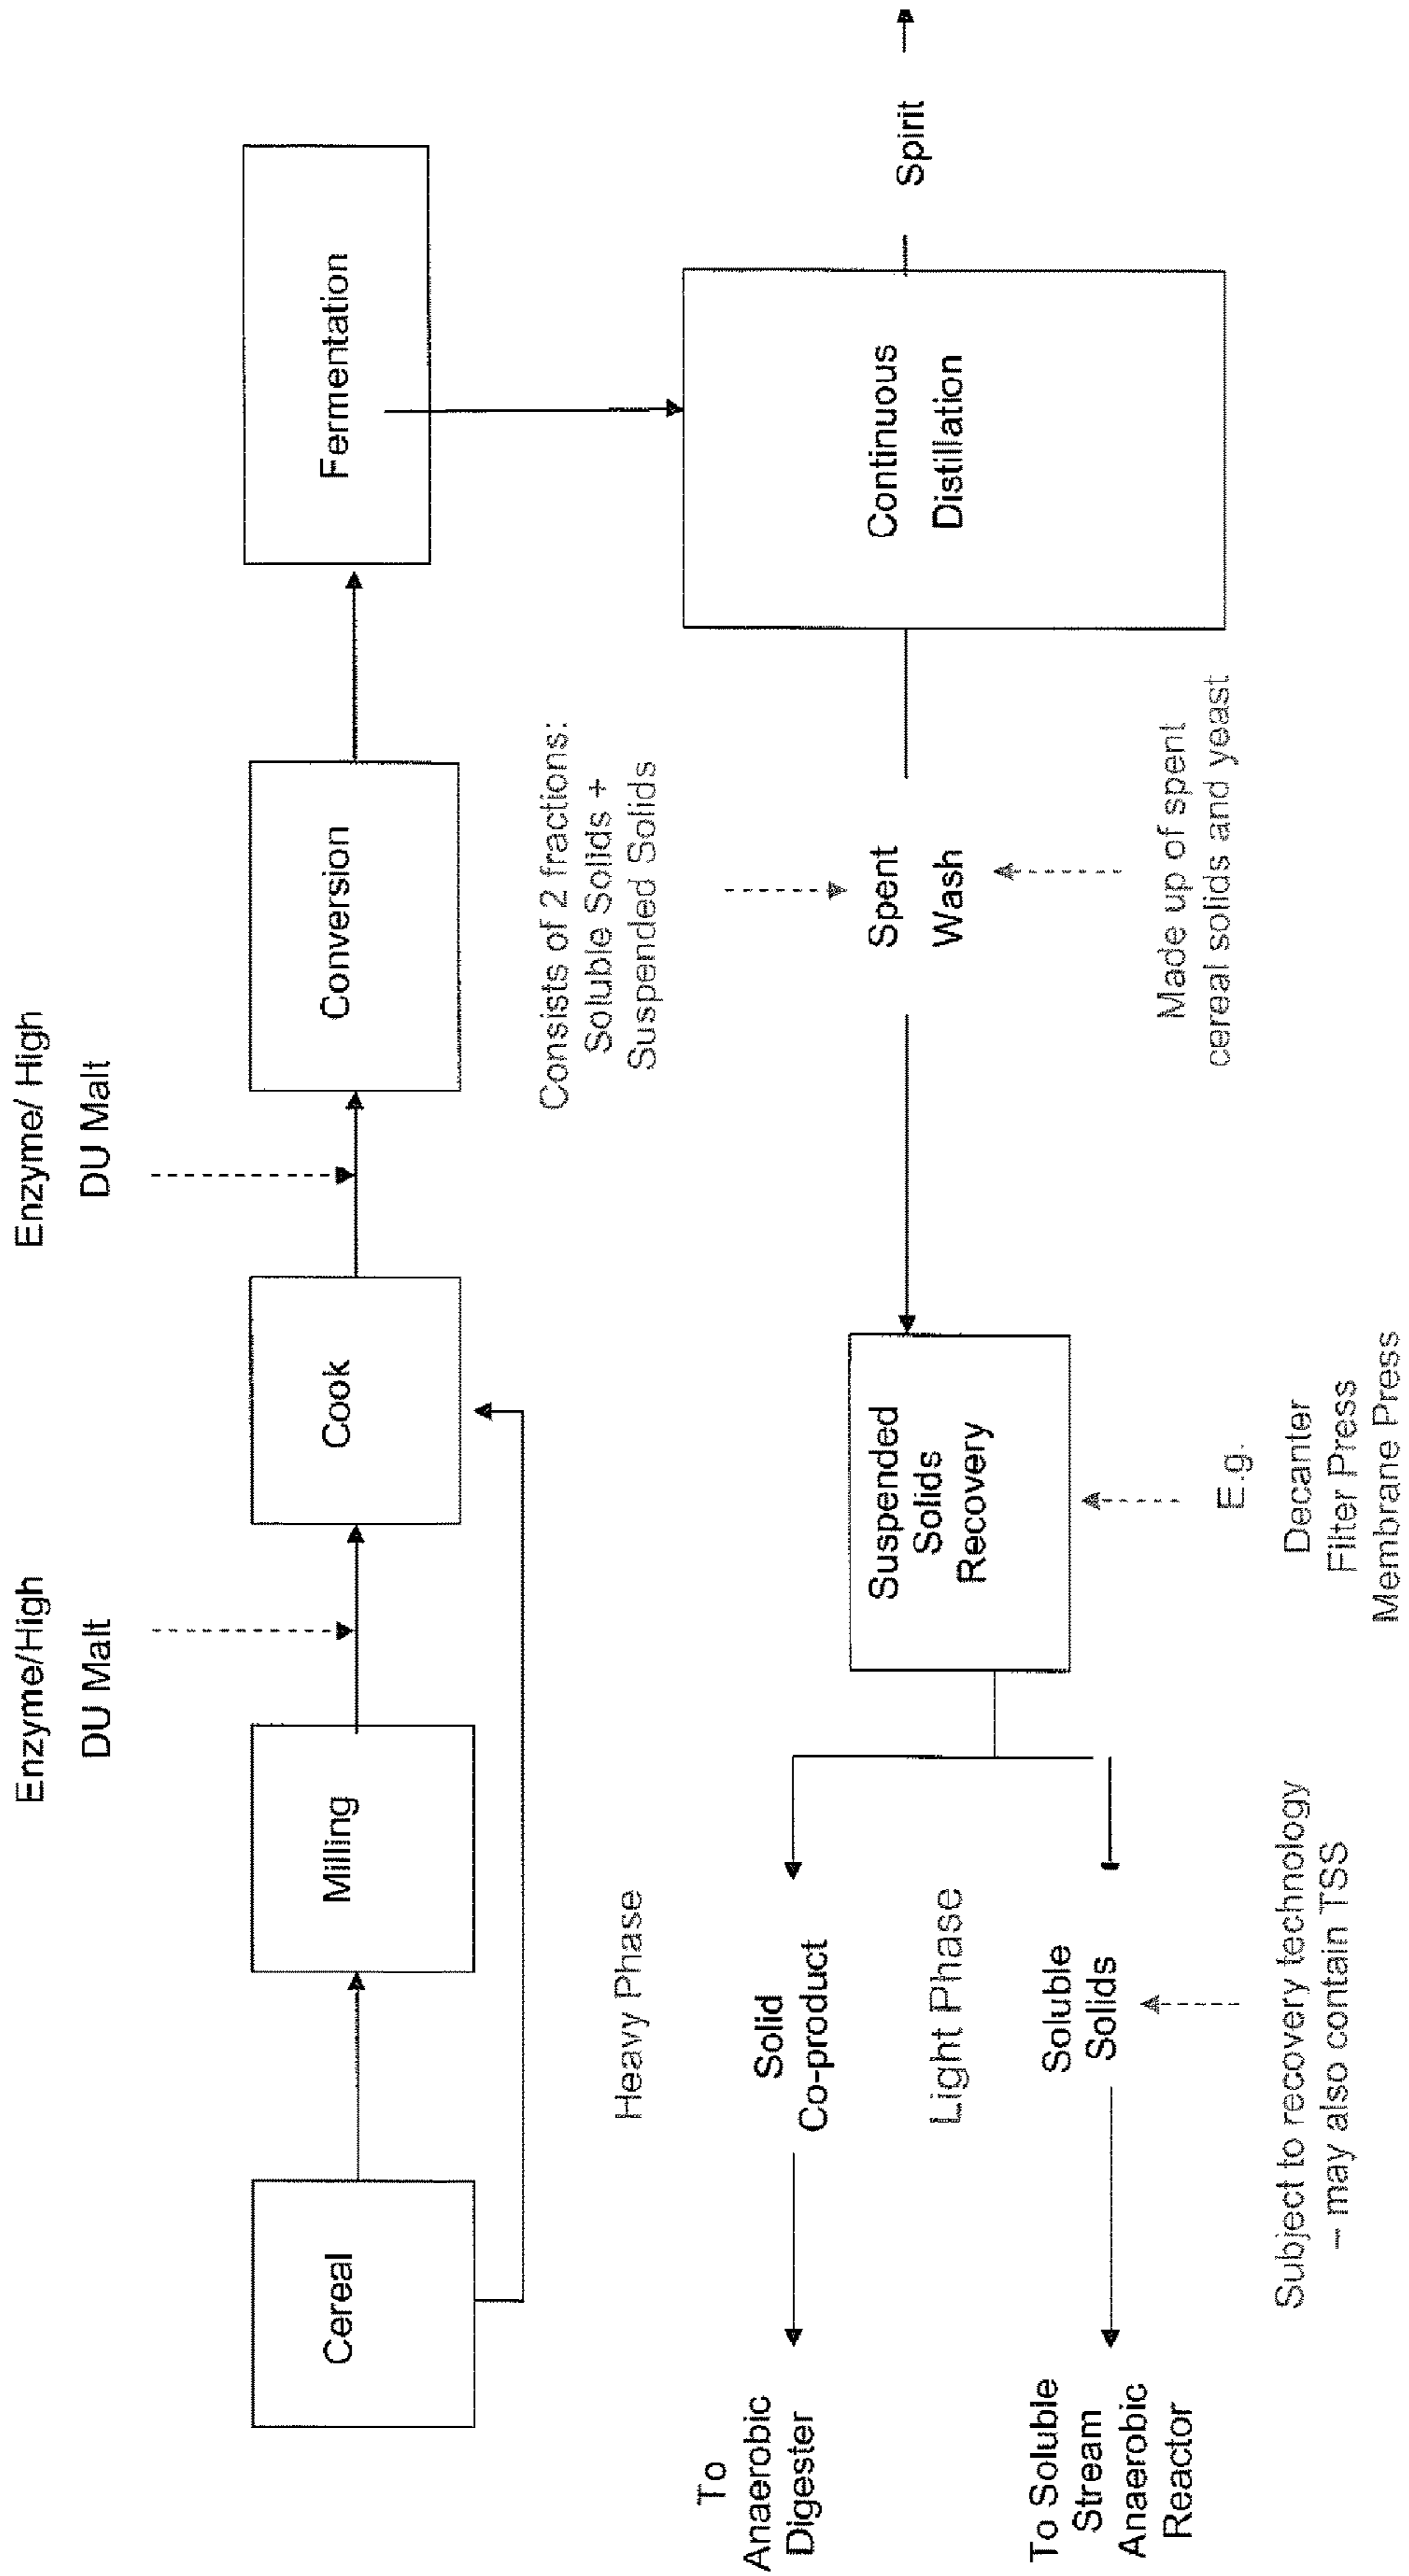 Enzyme/High
DU Malt
Enzyme/ High
DU Malt
Cereal
Milling
Cook
Conversion
Fermentation
Heavy Phase
Consists of 2 fractions:
Soluble Solids +
Suspended Solids
To
Anaerobic
Digester
Solid
Co-product
Light Phase
To Soluble
Stream
Anaerobic
Reactor
Soluble
Solids
Suspended
Solids
Recovery
Spent
Wash
Continuous
Distillation
Spirit
Subject to recovery technology
– may also contain TSS
E.g.
Decanter
Filter Press
Membrane Press
Made up of spent
cereal solids and yeast